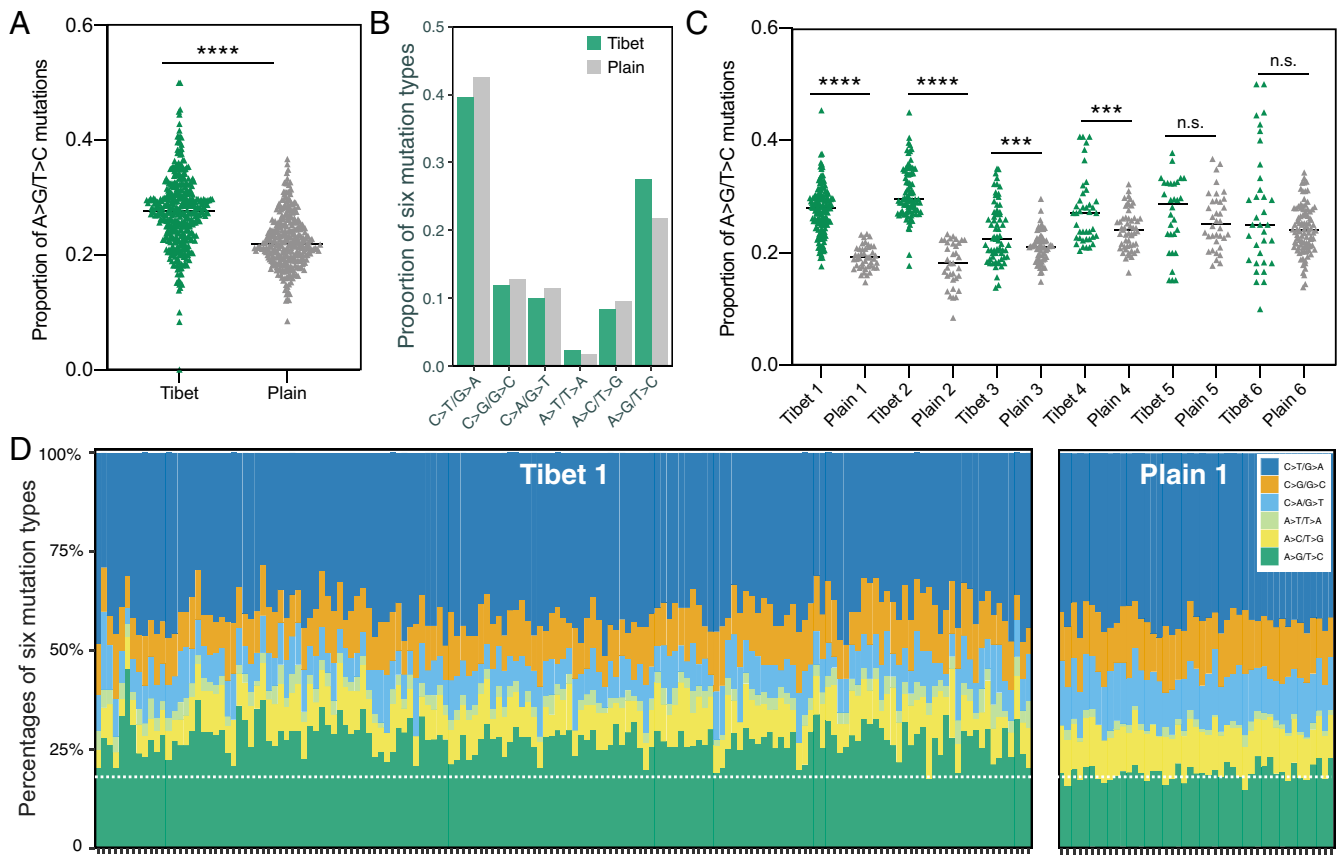 A
Proportion of A>G/T>C mutations
0.6
0.4
0.2
0.0
****
Tibet
Plain
B
Proportion of six mutation types
0.5
0.4
0.3
0.2
0.1
0.0
Tibet
Plain
C>T/G>A
C>G/G>C
C>A/G>T
A>T/T>A
A>C/T>G
A>G/T>C
C
Proportion of A>G/T>C mutations
0.6
0.4
0.2
0.0
****
****
***
***
n.s.
n.s.
Tibet 1
Plain 1
Tibet 2
Plain 2
Tibet 3
Plain 3
Tibet 4
Plain 4
Tibet 5
Plain 5
Tibet 6
Plain 6
D
Percentages of six mutation types
100%
75%
50%
25%
0
Tibet 1
Plain 1
C>T/G>A
C>G/G>C
C>A/G>T
A>T/T>A
A>C/T>G
A>G/T>C